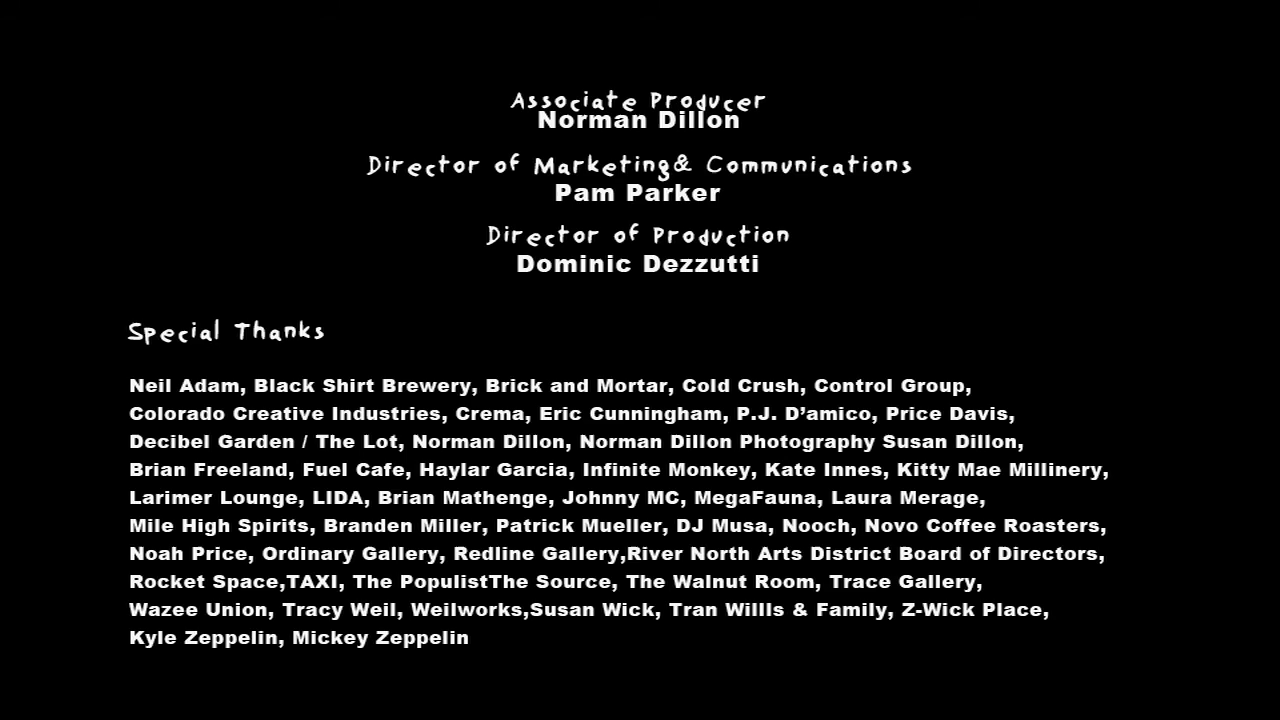 Associate Producer
Norman Dillon
Director of Marketing& Communications
Pam Parker
Director of Production
Dominic Dezzutti
Special Thanks
Neil Adam, Black Shirt Brewery, Brick and Mortar, Cold Crush, Control Group,
Colorado Creative Industries, Crema, Eric Cunningham, P.J. D’amico, Price Davis,
Decibel Garden / The Lot, Norman Dillon, Norman Dillon Photography Susan Dillon,
Brian Freeland, Fuel Cafe, Haylar Garcia, Infinite Monkey, Kate Innes, Kitty Mae Millinery,
Larimer Lounge, LIDA, Brian Mathenge, Johnny MC, MegaFauna, Laura Merage,
Mile High Spirits, Branden Miller, Patrick Mueller, DJ Musa, Nooch, Novo Coffee Roasters,
Noah Price, Ordinary Gallery, Redline Gallery,River North Arts District Board of Directors,
Rocket Space,TAXI, The PopulistThe Source, The Walnut Room, Trace Gallery,
Wazee Union, Tracy Weil, Weilworks,Susan Wick, Tran Willls & Family, Z-Wick Place,
Kyle Zeppelin, Mickey Zeppelin